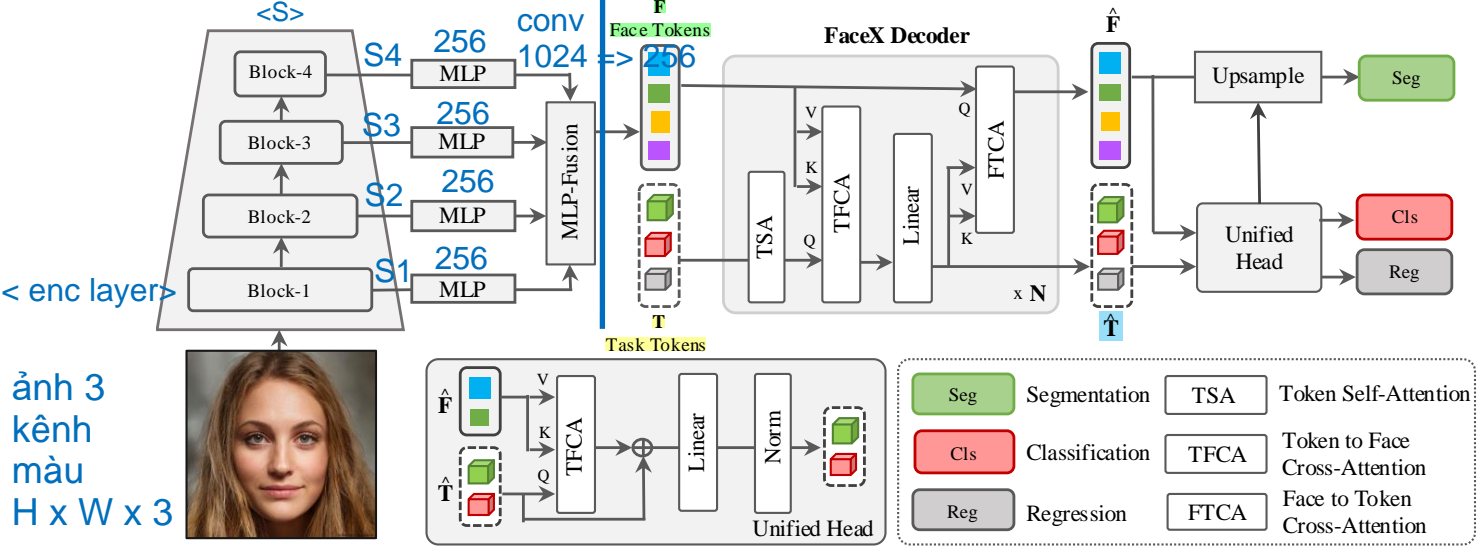 <S>
Block-4
Block-3
Block-2
Block-1
S4
S3
S2
S1
< enc layer>
256
MLP
256
MLP
256
MLP
256
MLP
conv
1024 => 256
MLP-Fusion
ảnh 3
kênh
màu
H x W x 3
F
Face Tokens
T
Task Tokens
FaceX Decoder
TSA
V
K
Q
TFCA
Linear
Q
V
K
FTCA
x N
F̂
T̂
Upsample
Unified
Head
Seg
Cls
Reg
F̂
T̂
V
K
Q
TFCA
Linear
Norm
Unified Head
Seg Segmentation
Cls Classification
Reg Regression
TSA Token Self-Attention
TFCA Token to Face
Cross-Attention
FTCA Face to Token
Cross-Attention